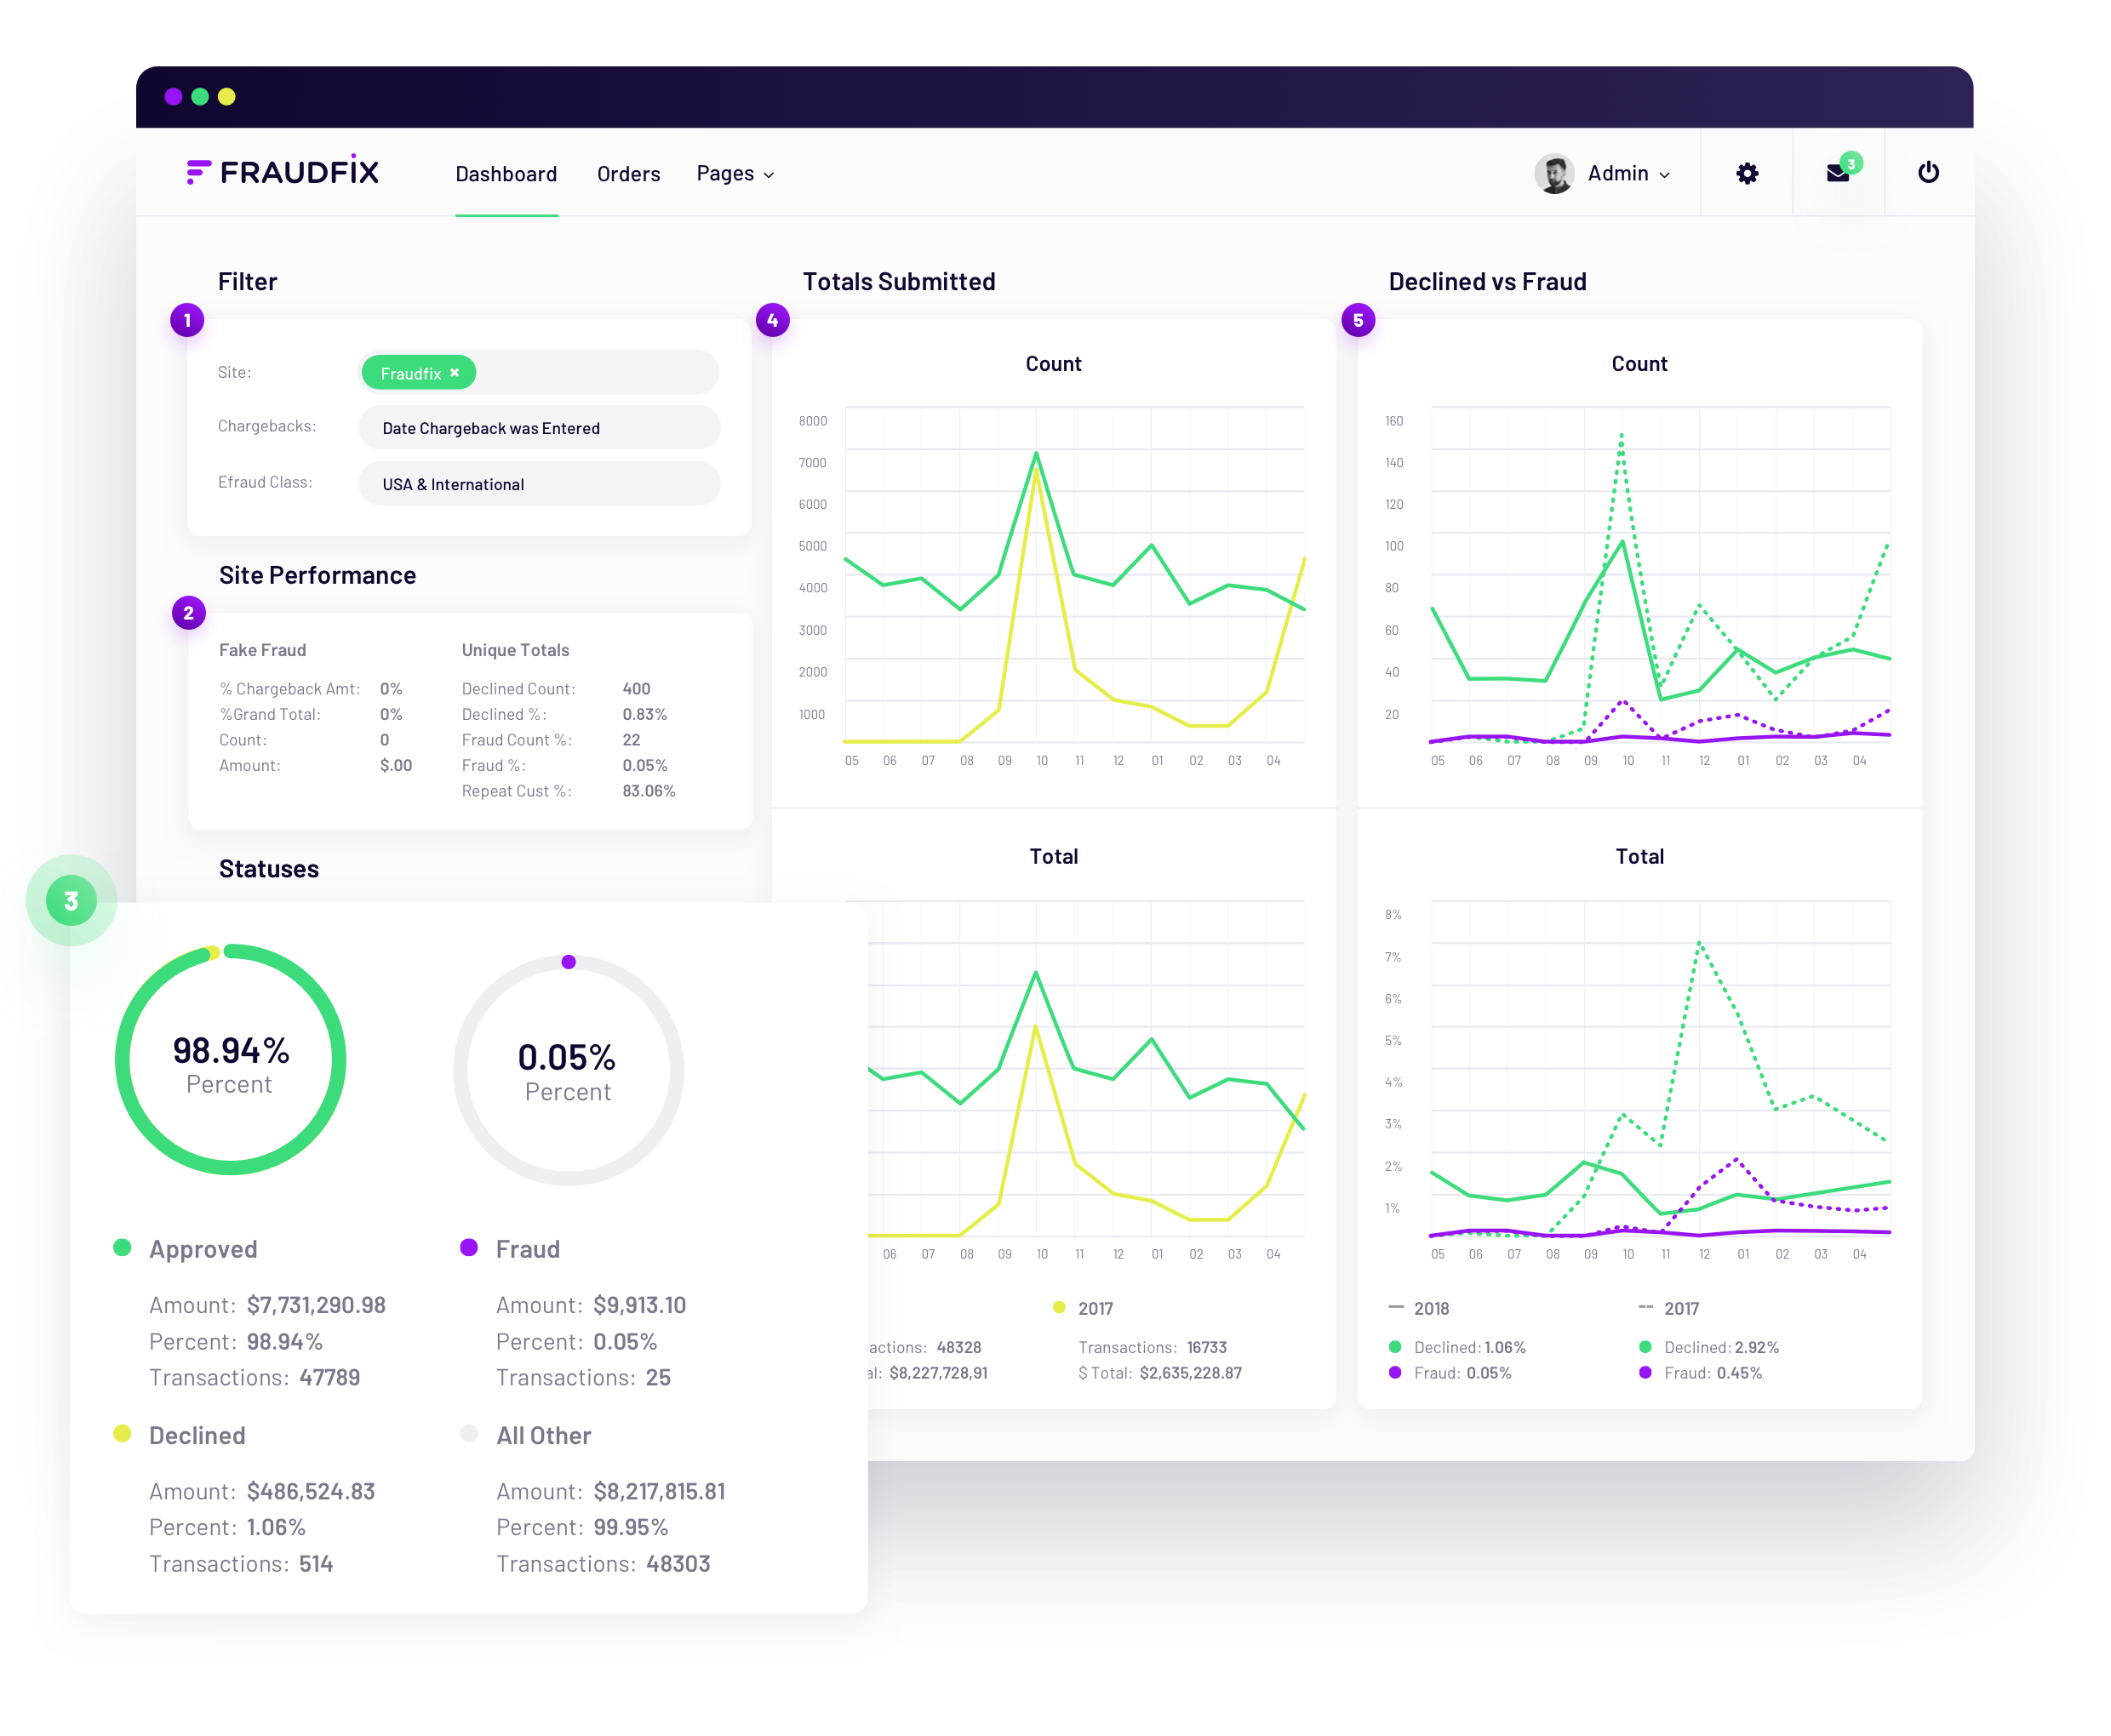 FRAUDFIX
Dashboard
Orders
Pages
Admin
3
Filter
1
Site:
Fraudfix ×
Chargebacks:
Date Chargeback was Entered
Efraud Class:
USA & International
Site Performance
2
Fake Fraud
% Chargeback Amt: 0%
%Grand Total: 0%
Count: 0
Amount: $.00
Unique Totals
Declined Count: 400
Declined %: 0.83%
Fraud Count %: 22
Fraud %: 0.05%
Repeat Cust %: 83.06%
Statuses
3
98.94%
Percent
0.05%
Percent
Approved
Amount: $7,731,290.98
Percent: 98.94%
Transactions: 47789
Fraud
Amount: $9,913.10
Percent: 0.05%
Transactions: 25
Declined
Amount: $486,524.83
Percent: 1.06%
Transactions: 514
All Other
Amount: $8,217,815.81
Percent: 99.95%
Transactions: 48303
Totals Submitted
4
Count
8000
7000
6000
5000
4000
3000
2000
1000
05 06 07 08 09 10 11 12 01 02 03 04
Total
06 07 08 09 10 11 12 01 02 03 04
actions: 48328
al: $8,227,728,91
2017
Transactions: 16733
$ Total: $2,635,228.87
Declined vs Fraud
5
Count
160
140
120
100
80
60
40
20
05 06 07 08 09 10 11 12 01 02 03 04
Total
8%
7%
6%
5%
4%
3%
2%
1%
05 06 07 08 09 10 11 12 01 02 03 04
2018
Declined: 1.06%
Fraud: 0.05%
2017
Declined: 2.92%
Fraud: 0.45%